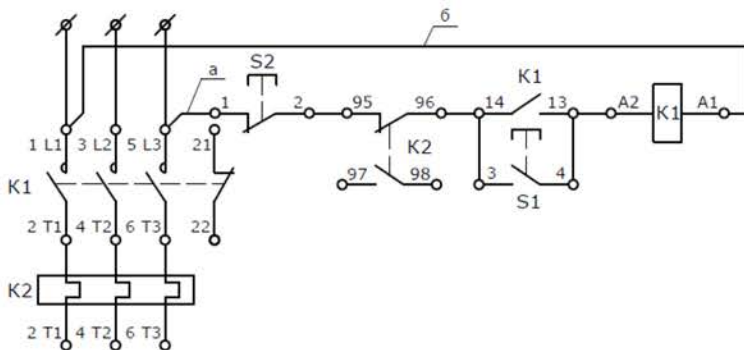 б
S2
а
K1
1
2
95
96
14
13
A2
K1
A1
1 L1 3 L2 5 L3
21
K2
97
98
3
4
S1
K1
2 T1 4 T2 6 T3
22
K2
2 T1 4 T2 6 T3